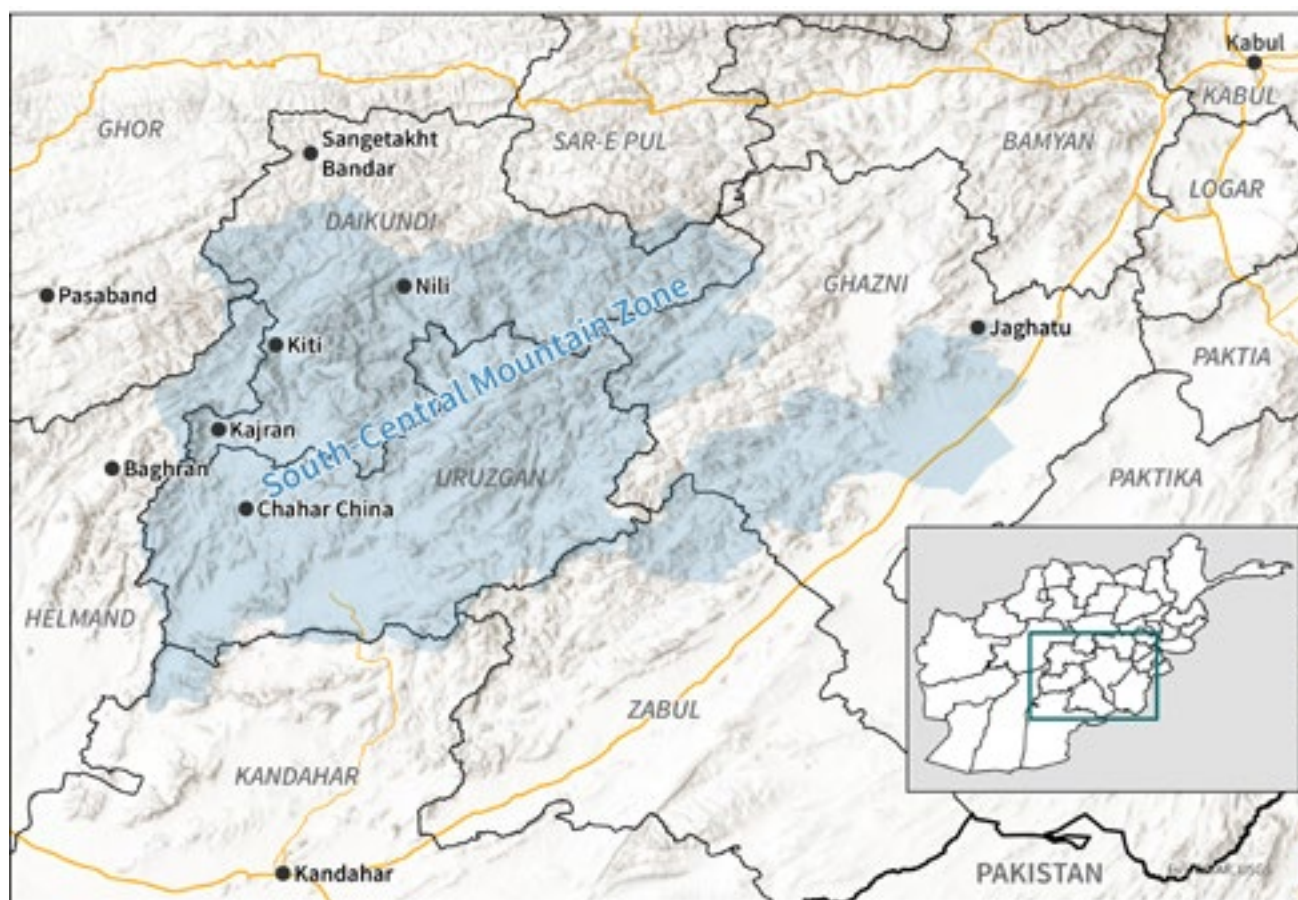 Kabul
KABUL
GHOR
Sangetakht
Bandar
SAR-E PUL
BAMYAN
LOGAR
DAIKUNDI
Pasaband
Nili
GHAZNI
Jaghatu
Kiti
PAKTIA
South Central Mountain Zone
Kajran
Baghran
URUZGAN
PAKTIKA
Chahar China
HELMAND
ZABUL
KANDAHAR
Kandahar
PAKISTAN
USGS